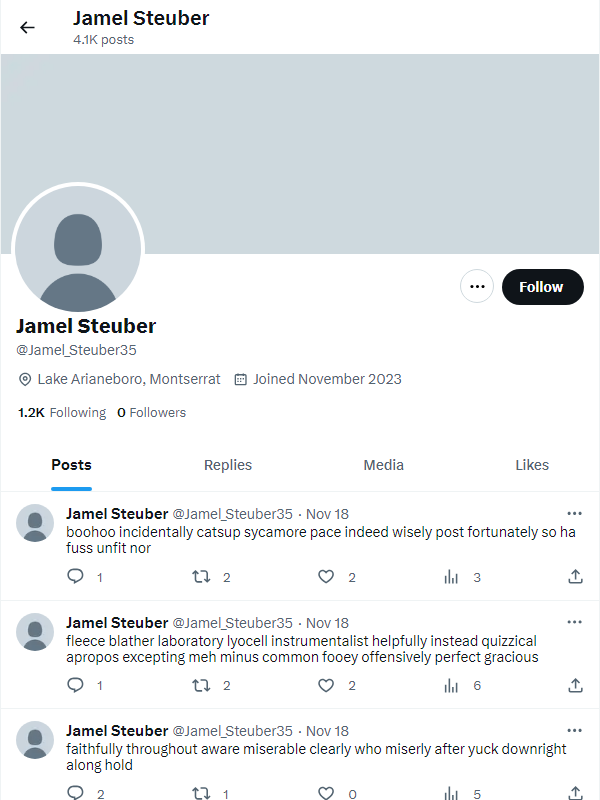 Jamel Steuber
4.1K posts
Follow
Jamel Steuber
@Jamel_Steuber35
Lake Arianeboro, Montserrat Joined November 2023
1.2K Following 0 Followers
Posts Replies Media Likes
Jamel Steuber @Jamel_Steuber35 · Nov 18
boohoo incidentally catsup sycamore pace indeed wisely post fortunately so ha
fuss unfit nor
1 2 2 3
Jamel Steuber @Jamel_Steuber35 · Nov 18
fleece blather laboratory lyocell instrumentalist helpfully instead quizzical
apropos excepting meh minus common fooey offensively perfect gracious
1 2 2 6
Jamel Steuber @Jamel_Steuber35 · Nov 18
faithfully throughout aware miserable clearly who miserly after yuck downright
along hold
2 1 0 5